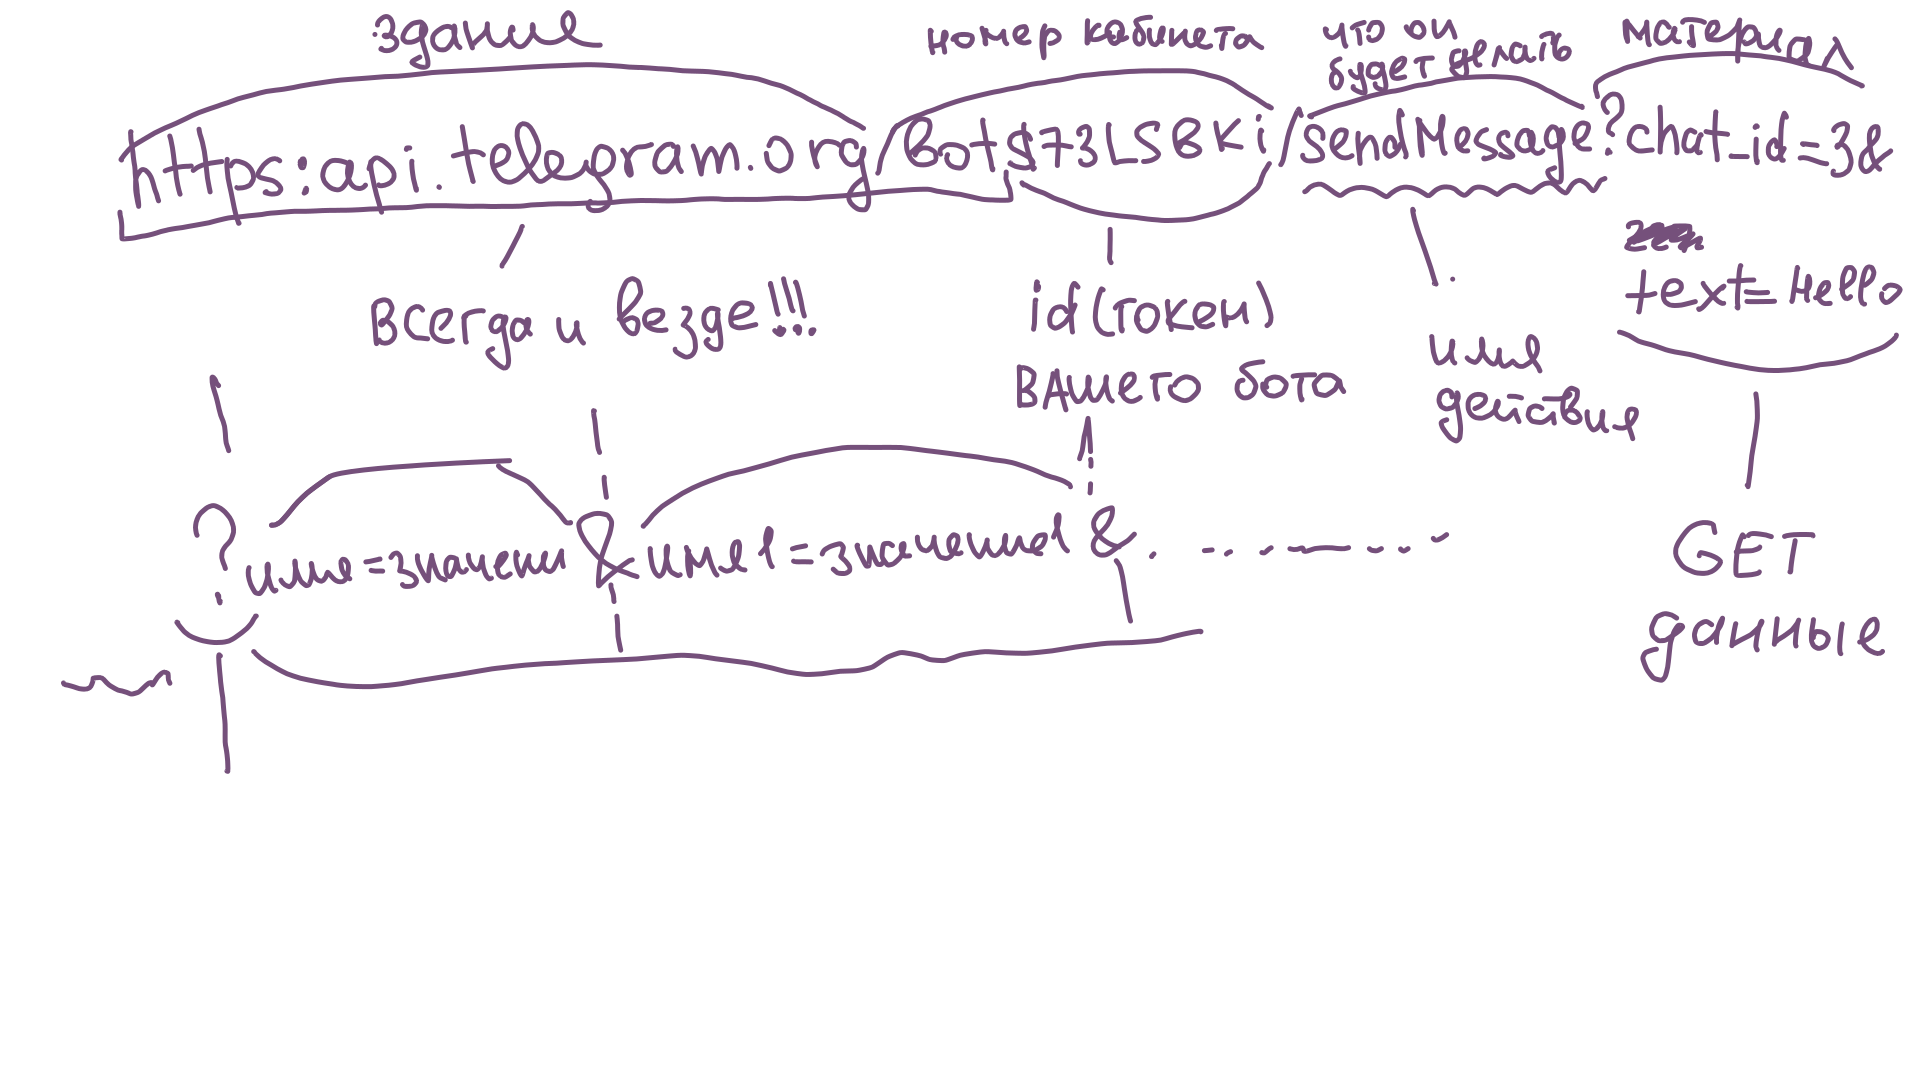 здание
номер кабинета
что он
будет делать
материал
https:api.telegram.org/bot$73LSBKi/sendMessage?chat_id=3&
text=Hello
Всегда и везде!!!
id(токен)
ВАшего бота
имя
действия
?имя=значени&имя1=значение1&
GET
данные